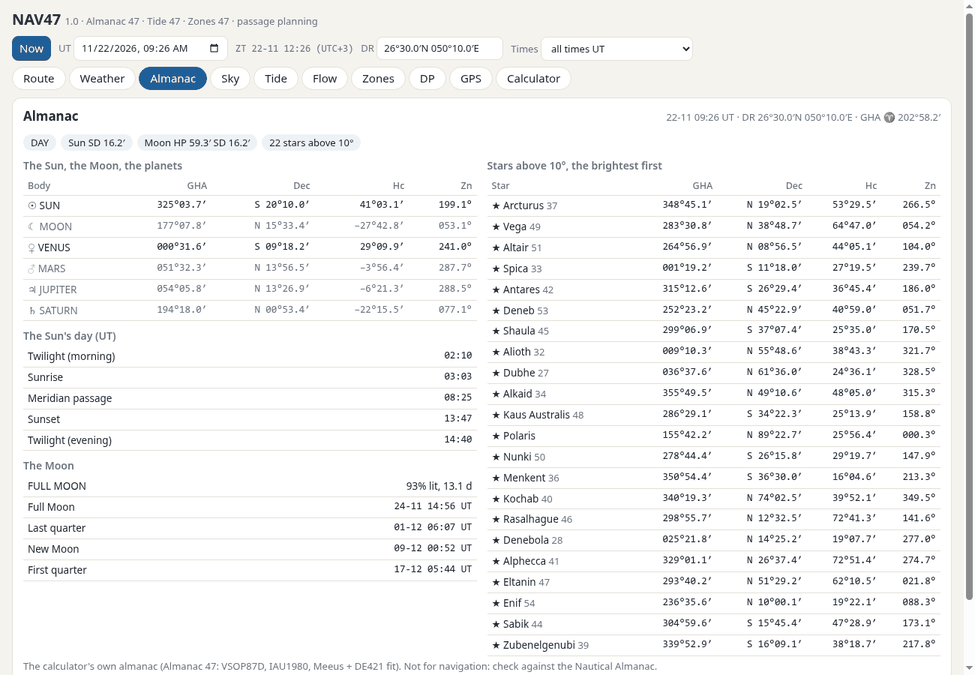 NAV47 1.0 · Almanac 47 · Tide 47 · Zones 47 · passage planning
Now UT 11/22/2026, 09:26 AM ZT 22-11 12:26 (UTC+3) DR 26°30.0′N 050°10.0′E Times all times UT
Route Weather Almanac Sky Tide Flow Zones DP GPS Calculator
Almanac 22-11 09:26 UT · DR 26°30.0′N 050°10.0′E · GHA ♈ 202°58.2′
DAY Sun SD 16.2′ Moon HP 59.3′ SD 16.2′ 22 stars above 10°
The Sun, the Moon, the planets
Body GHA Dec Hc Zn
☉ SUN 325°03.7′ S 20°10.0′ 41°03.1′ 199.1°
☾ MOON 177°07.8′ N 15°33.4′ −27°42.8′ 053.1°
♀ VENUS 000°31.6′ S 09°18.2′ 29°09.9′ 241.0°
♂ MARS 051°32.3′ N 13°56.5′ −3°56.4′ 287.7°
♃ JUPITER 054°05.8′ N 13°26.9′ −6°21.3′ 288.5°
♄ SATURN 194°18.0′ N 00°53.4′ −22°15.5′ 077.1°
The Sun's day (UT)
Twilight (morning) 02:10
Sunrise 03:03
Meridian passage 08:25
Sunset 13:47
Twilight (evening) 14:40
The Moon
FULL MOON 93% lit, 13.1 d
Full Moon 24-11 14:56 UT
Last quarter 01-12 06:07 UT
New Moon 09-12 00:52 UT
First quarter 17-12 05:44 UT
Stars above 10°, the brightest first
Star GHA Dec Hc Zn
★ Arcturus 37 348°45.1′ N 19°02.5′ 53°29.5′ 266.5°
★ Vega 49 283°30.8′ N 38°48.7′ 64°47.0′ 054.2°
★ Altair 51 264°56.9′ N 08°56.5′ 44°05.1′ 104.0°
★ Spica 33 001°19.2′ S 11°18.0′ 27°19.5′ 239.7°
★ Antares 42 315°12.6′ S 26°29.4′ 36°45.4′ 186.0°
★ Deneb 53 252°23.2′ N 45°22.9′ 40°59.0′ 051.7°
★ Shaula 45 299°06.9′ S 37°07.4′ 25°35.0′ 170.5°
★ Alioth 32 009°10.3′ N 55°48.6′ 38°43.3′ 321.7°
★ Dubhe 27 036°37.6′ N 61°36.0′ 24°36.1′ 328.5°
★ Alkaid 34 355°49.5′ N 49°10.6′ 48°05.0′ 315.3°
★ Kaus Australis 48 286°29.1′ S 34°22.3′ 25°13.9′ 158.8°
★ Polaris 155°42.2′ N 89°22.7′ 25°56.4′ 000.3°
★ Nunki 50 278°44.4′ S 26°15.8′ 29°19.7′ 147.9°
★ Menkent 36 350°54.4′ S 36°30.0′ 16°04.6′ 213.3°
★ Kochab 40 340°19.3′ N 74°02.5′ 39°52.1′ 349.5°
★ Rasalhague 46 298°55.7′ N 12°32.5′ 72°41.3′ 141.6°
★ Denebola 28 025°21.8′ N 14°25.2′ 19°07.7′ 277.0°
★ Alphecca 41 329°01.1′ N 26°37.4′ 72°51.4′ 274.7°
★ Eltanin 47 293°40.2′ N 51°29.2′ 62°10.5′ 021.8°
★ Enif 54 236°35.6′ N 10°00.1′ 19°22.1′ 088.3°
★ Sabik 44 304°59.6′ S 15°45.4′ 47°28.9′ 173.1°
★ Zubenelgenubi 39 339°52.9′ S 16°09.1′ 38°18.7′ 217.8°
The calculator's own almanac (Almanac 47: VSOP87D, IAU1980, Meeus + DE421 fit). Not for navigation: check against the Nautical Almanac.